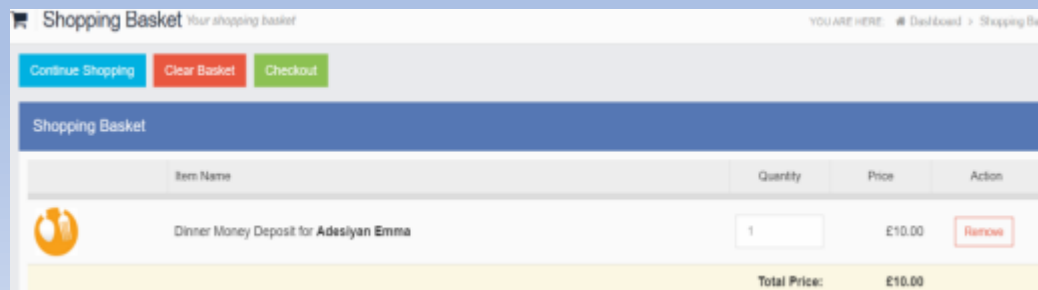 Shopping Basket Your shopping basket YOU ARE HERE: Dashboard > Shopping Ba
Continue Shopping Clear Basket Checkout
Shopping Basket
Item Name Quantity Price Action
Dinner Money Deposit for Adesiyan Emma 1 £10.00 Remove
Total Price: £10.00